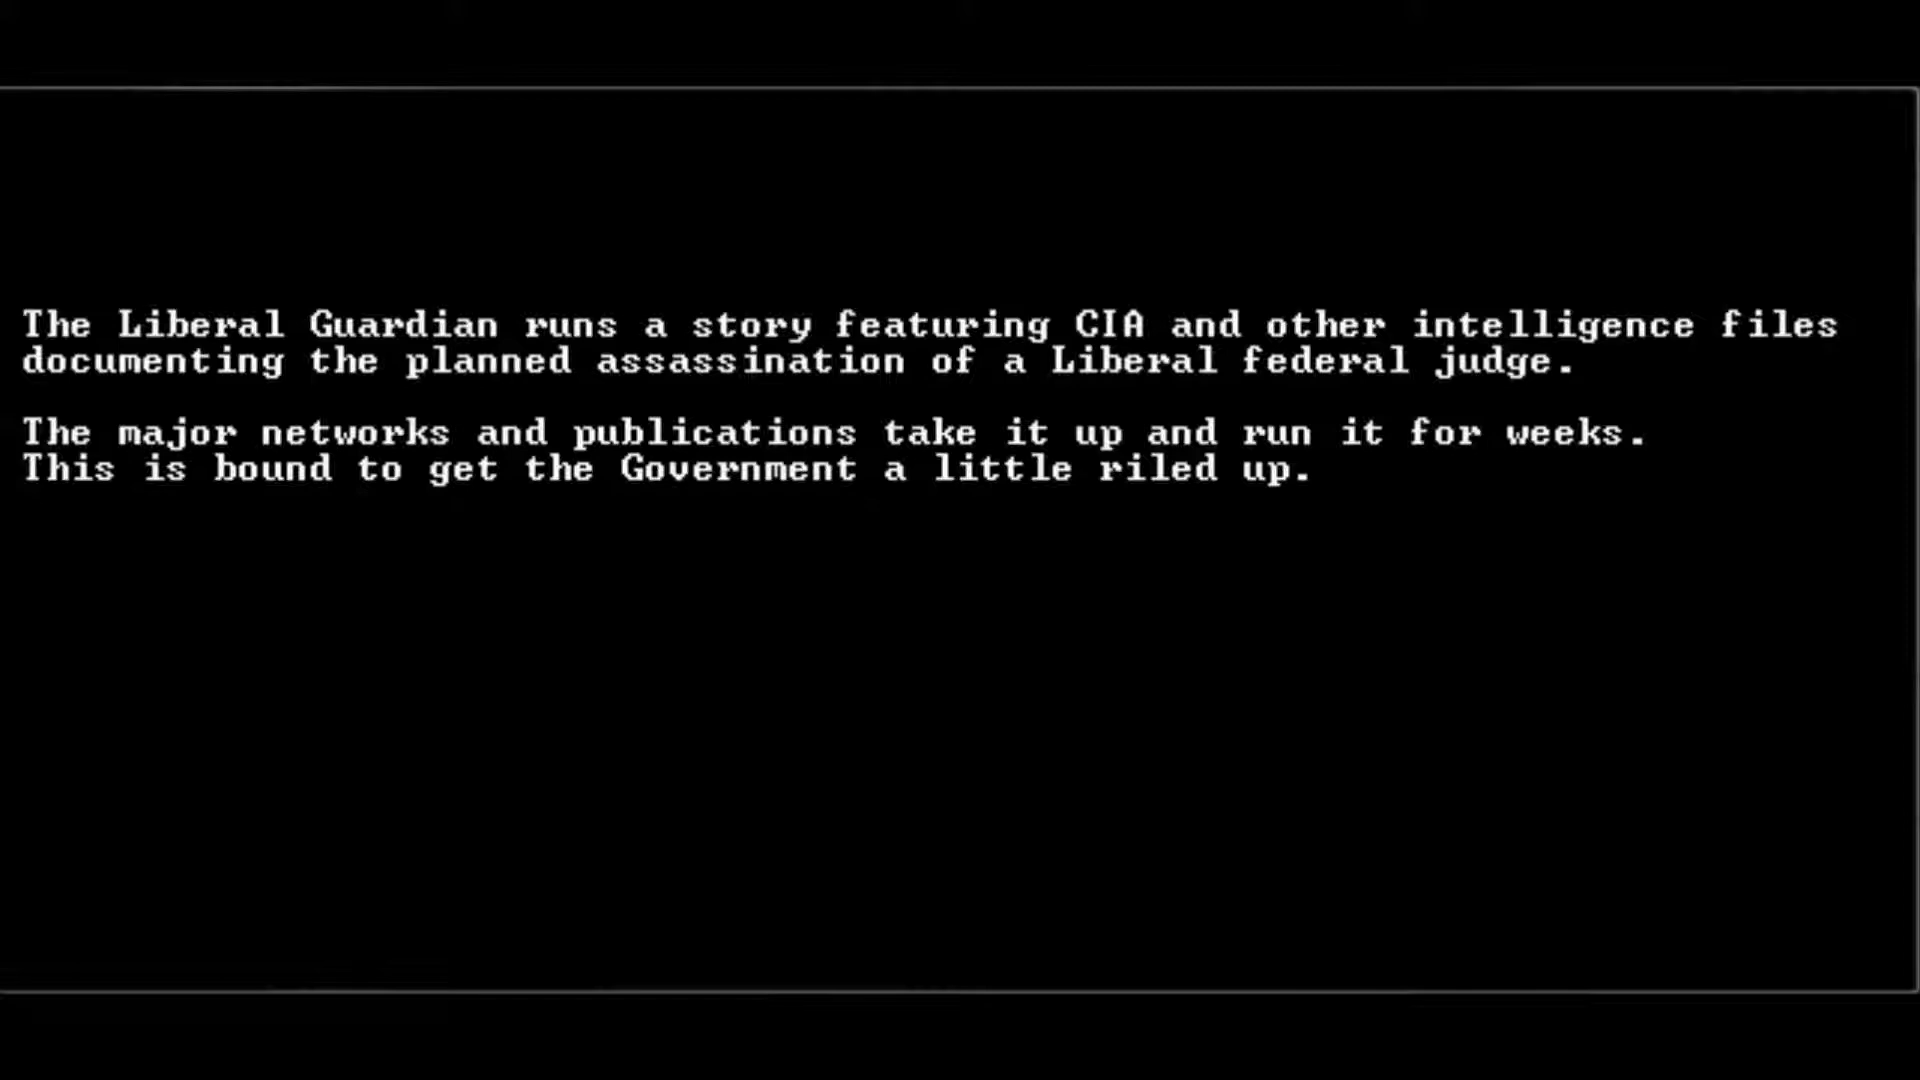 The Liberal Guardian runs a story featuring CIA and other intelligence files
documenting the planned assassination of a Liberal federal judge.
The major networks and publications take it up and run it for weeks.
This is bound to get the Government a little riled up.